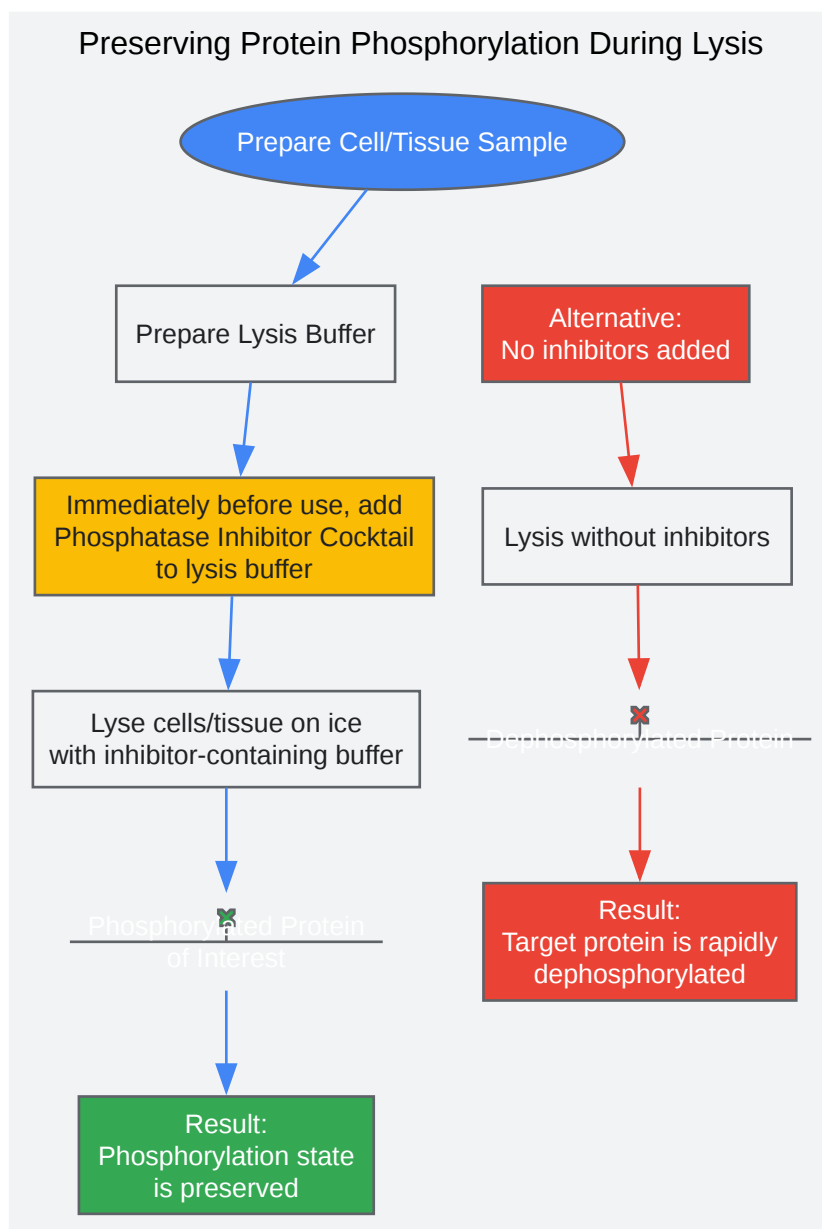 Preserving Protein Phosphorylation During Lysis
Prepare Cell/Tissue Sample
Prepare Lysis Buffer
Immediately before use, add
Phosphatase Inhibitor Cocktail
to lysis buffer
Lyse cells/tissue on ice
with inhibitor-containing buffer
Phosphorylated Protein
of Interest
Result:
Phosphorylation state
is preserved
Alternative:
No inhibitors added
Lysis without inhibitors
Dephosphorylated Protein
Result:
Target protein is rapidly
dephosphorylated